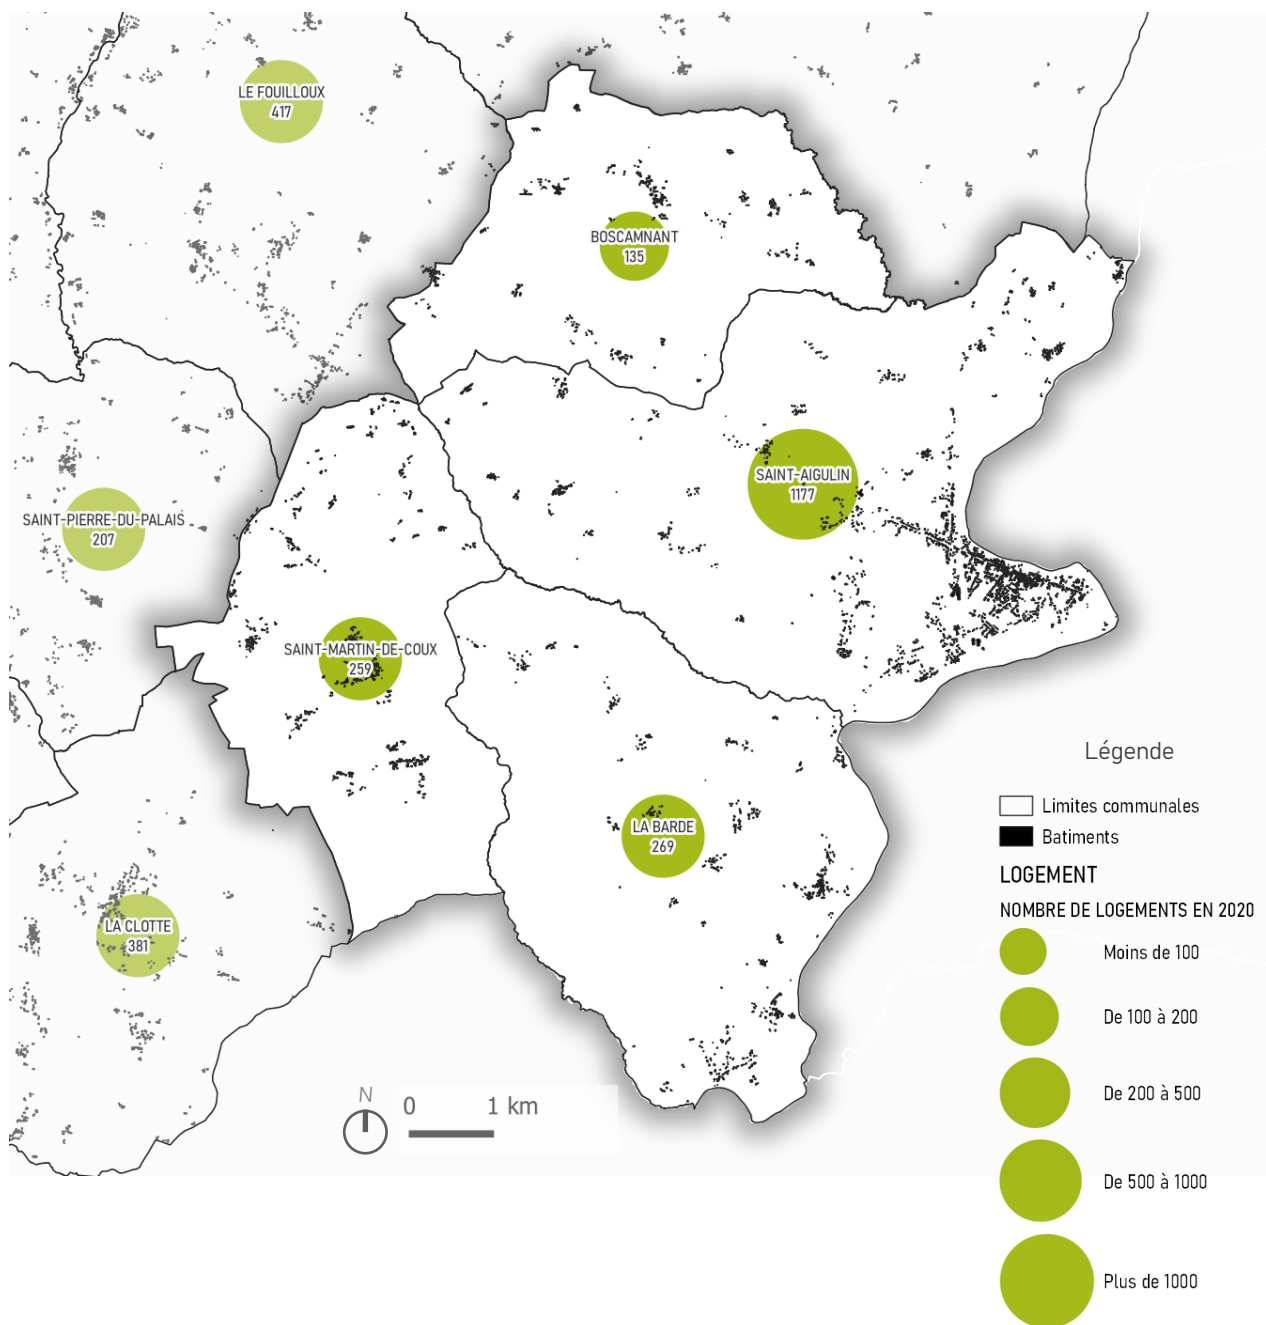 LE FOUILLOUX
417
BOSCAMNANT
135
SAINT-AIGULIN
1177
SAINT-PIERRE-DU-PALAIS
207
SAINT-MARTIN-DE-COUX
259
LA BARDE
269
LA CLOTTE
381
N
0 1 km
Légende
Limites communales
Batiments
LOGEMENT
NOMBRE DE LOGEMENTS EN 2020
Moins de 100
De 100 à 200
De 200 à 500
De 500 à 1000
Plus de 1000